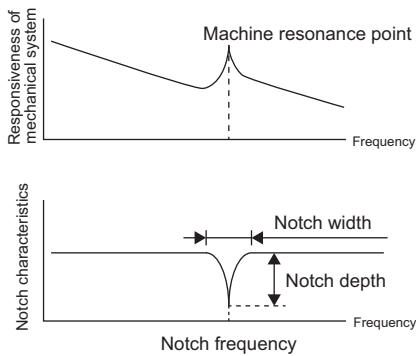 Responsiveness of
mechanical system
Machine resonance point
Frequency
Notch characteristics
Notch width
Notch depth
Frequency
Notch frequency